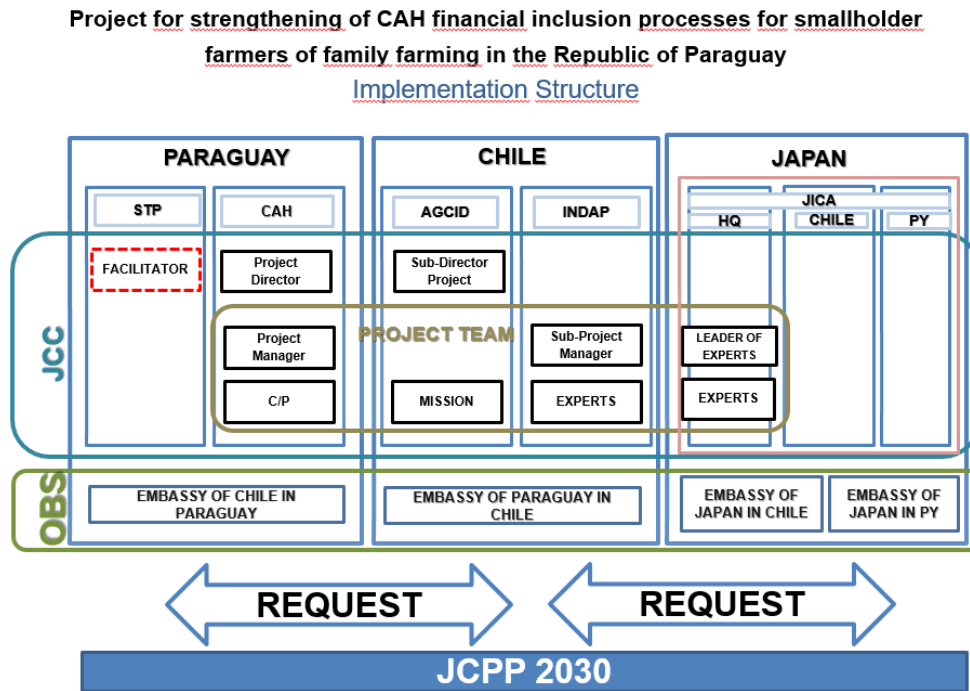 Project for strengthening of CAH financial inclusion processes for smallholder
farmers of family farming in the Republic of Paraguay
Implementation Structure
PARAGUAY
CHILE
JAPAN
STP
CAH
AGCID
INDAP
JICA
HQ
CHILE
PY
JCC
FACILITATOR
Project
Director
Sub-Director
Project
PROJECT TEAM
Project
Manager
Sub-Project
Manager
LEADER OF
EXPERTS
C/P
MISSION
EXPERTS
EXPERTS
OBS
EMBASSY OF CHILE IN
PARAGUAY
EMBASSY OF PARAGUAY IN
CHILE
EMBASSY OF
JAPAN IN CHILE
EMBASSY OF
JAPAN IN PY
REQUEST
REQUEST
JCPP 2030